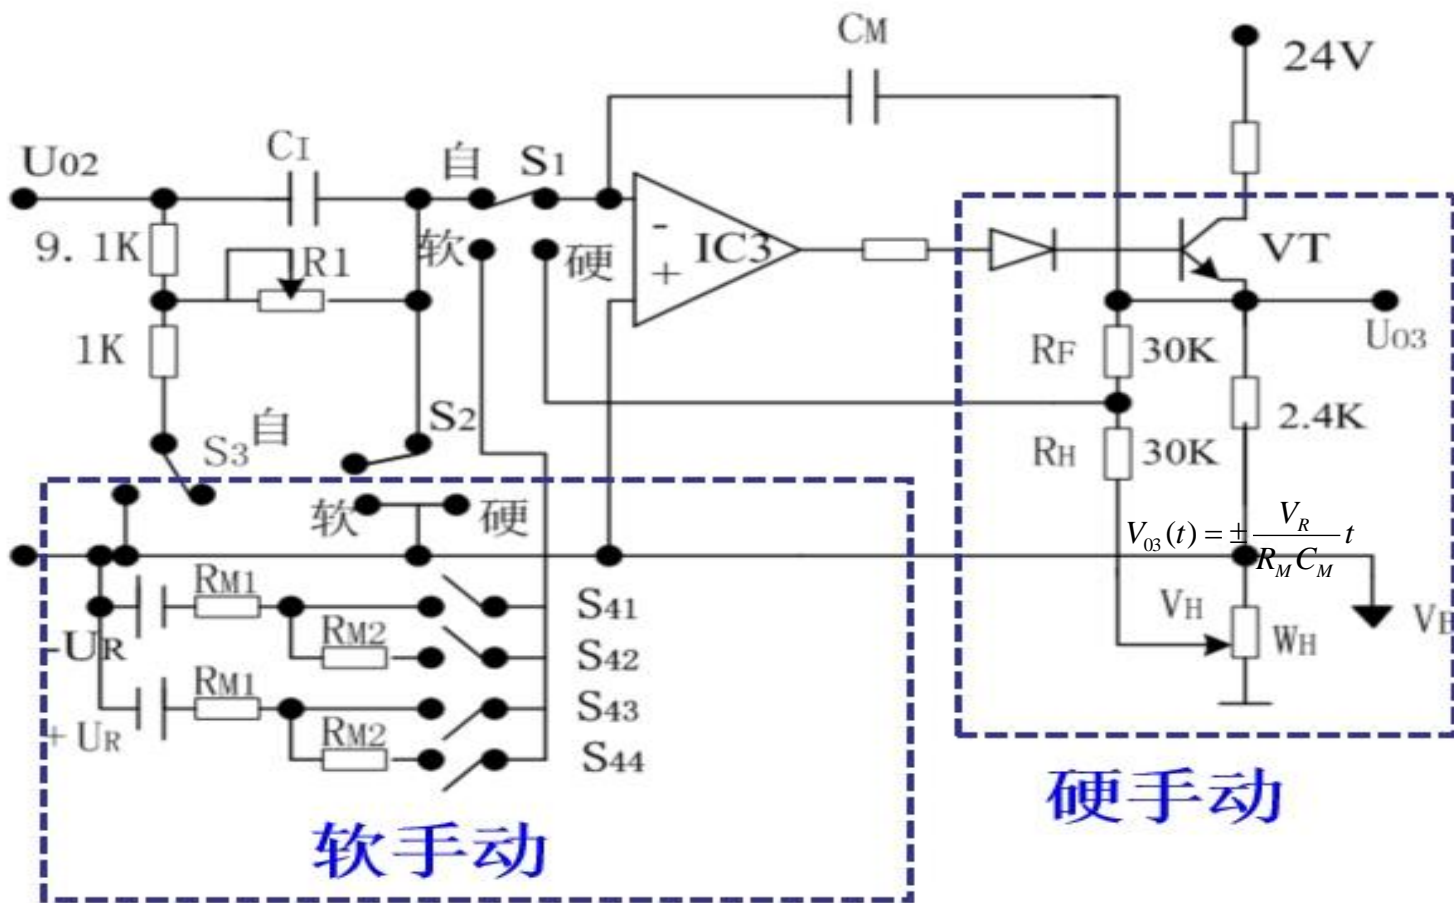 CM
24V
U02
CI
自
S1
9.1K
R1
软
硬
-
+
IC3
VT
1K
RF
30K
U03
S3
自
S2
RH
30K
2.4K
软
硬
V03(t)=±VR/RMCM t
RM1
S41
VH
-UR
RM2
S42
WH
RM1
S43
+UR
RM2
S44
硬手动
软手动